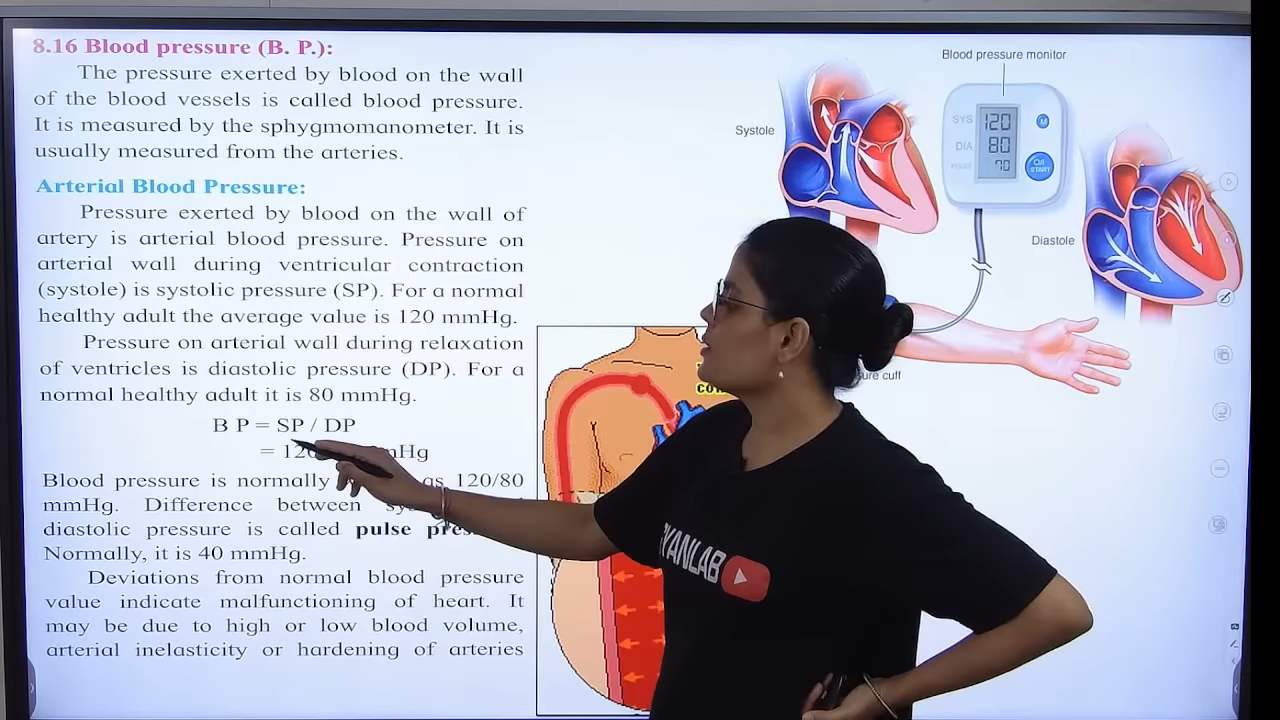 8.16 Blood pressure (B. P.):
The pressure exerted by blood on the wall
of the blood vessels is called blood pressure.
It is measured by the sphygmomanometer. It is
usually measured from the arteries.
Arterial Blood Pressure:
Pressure exerted by blood on the wall of
artery is arterial blood pressure. Pressure on
arterial wall during ventricular contraction
(systole) is systolic pressure (SP). For a normal
healthy adult the average value is 120 mmHg.
Pressure on arterial wall during relaxation
of ventricles is diastolic pressure (DP). For a
normal healthy adult it is 80 mmHg.
B P = SP / DP
= 120
Blood pressure is normally as 120/80
mmHg. Difference between
diastolic pressure is called pulse
Normally, it is 40 mmHg.
Deviations from normal blood pressure
value indicate malfunctioning of heart. It
may be due to high or low blood volume,
arterial inelasticity or hardening of arteries
Blood pressure monitor
Systole
SYS 120 M
DIA 80
PULSE 70
O/I
START
Diastole
cuff
YANLAB